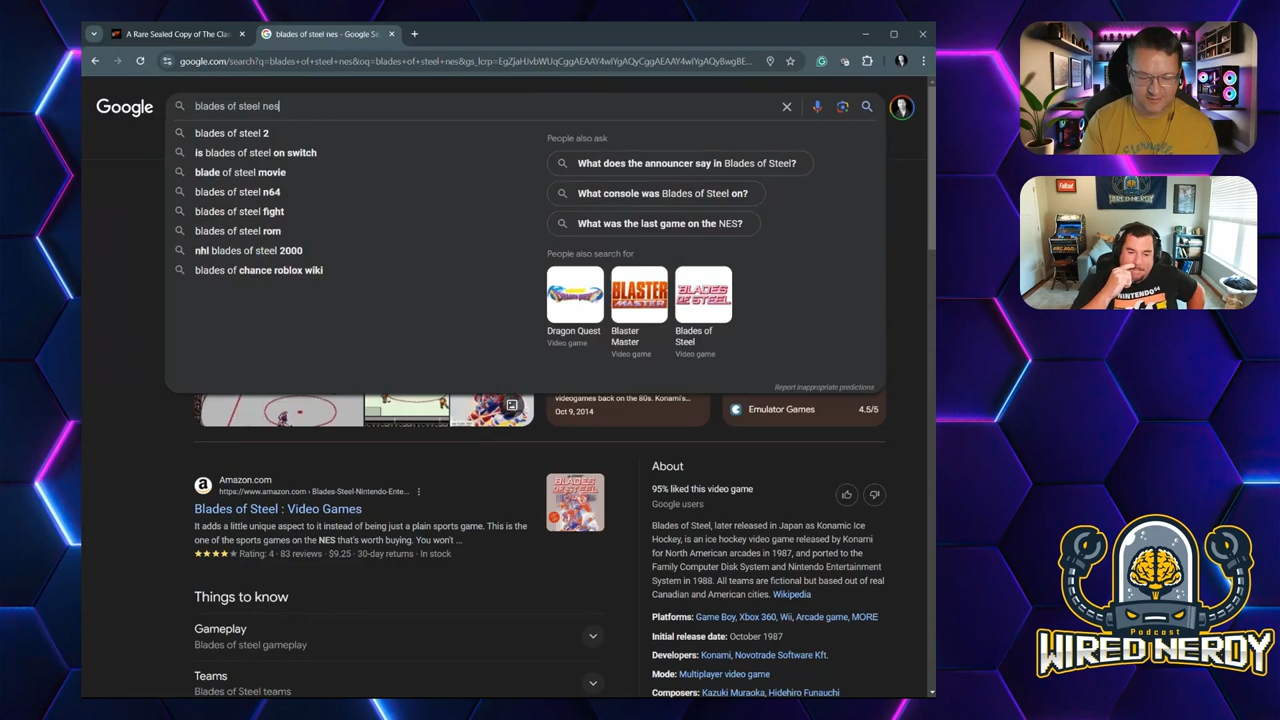 A Rare Sealed Copy of The Cla
blades of steel nes - Google Se
google.com/search?q=blades+of+steel+nes&oq=blades+of+steel+nes&gs_lcrp=EgZjaHJvbWUqCggAEAAY4wIYgAQyCggAEAAY4wIYgAQyBwgBE...
Google
blades of steel nes
blades of steel 2
is blades of steel on switch
blade of steel movie
blades of steel n64
blades of steel fight
blades of steel rom
nhl blades of steel 2000
blades of chance roblox wiki
People also ask
What does the announcer say in Blades of Steel?
What console was Blades of Steel on?
What was the last game on the NES?
People also search for
BLASTER MASTER
BLADES OF STEEL
Dragon Quest
Video game
Blaster
Master
Video game
Blades of
Steel
Video game
Report inappropriate predictions
videogames back on the 80s. Konami's...
Oct 9, 2014
Emulator Games
4.5/5
Amazon.com
https://www.amazon.com › Blades-Steel-Nintendo-Ente...
Blades of Steel : Video Games
It adds a little unique aspect to it instead of being just a plain sports game. This is the
one of the sports games on the NES that's worth buying. You won't ...
Rating: 4 · 83 reviews · $9.25 · 30-day returns · In stock
BLADES OF STEEL
Things to know
Gameplay
Blades of steel gameplay
Teams
Blades of Steel teams
About
95% liked this video game
Google users
Blades of Steel, later released in Japan as Konamic Ice
Hockey, is an ice hockey video game released by Konami
for North American arcades in 1987, and ported to the
Family Computer Disk System and Nintendo Entertainment
System in 1988. All teams are fictional but based out of real
Canadian and American cities. Wikipedia
Platforms: Game Boy, Xbox 360, Wii, Arcade game, MORE
Initial release date: October 1987
Developers: Konami, Novotrade Software Kft.
Mode: Multiplayer video game
Composers: Kazuki Muraoka, Hidehiro Funauchi
Fallout
WIRED NERDY
NINTENDO 64
Podcast
WIRED NERDY